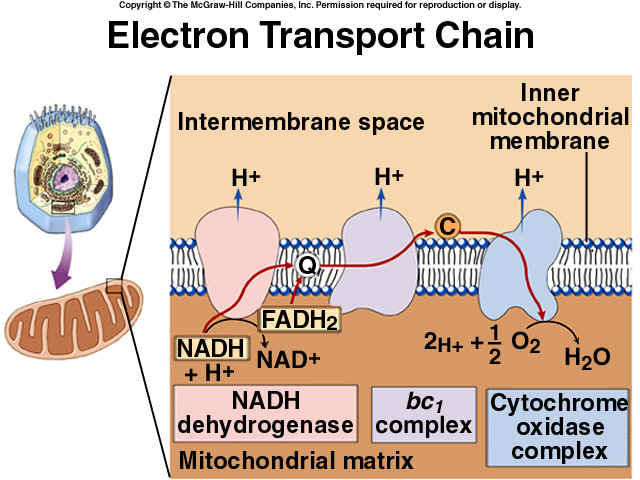 Copyright © The McGraw-Hill Companies, Inc. Permission required for reproduction or display.
Electron Transport Chain
Intermembrane space
Inner
mitochondrial
membrane
H+
H+
H+
C
Q
FADH2
NADH
+ H+
NAD+
2H+ + 1/2 O2
H2O
NADH
dehydrogenase
bc1
complex
Cytochrome
oxidase
complex
Mitochondrial matrix